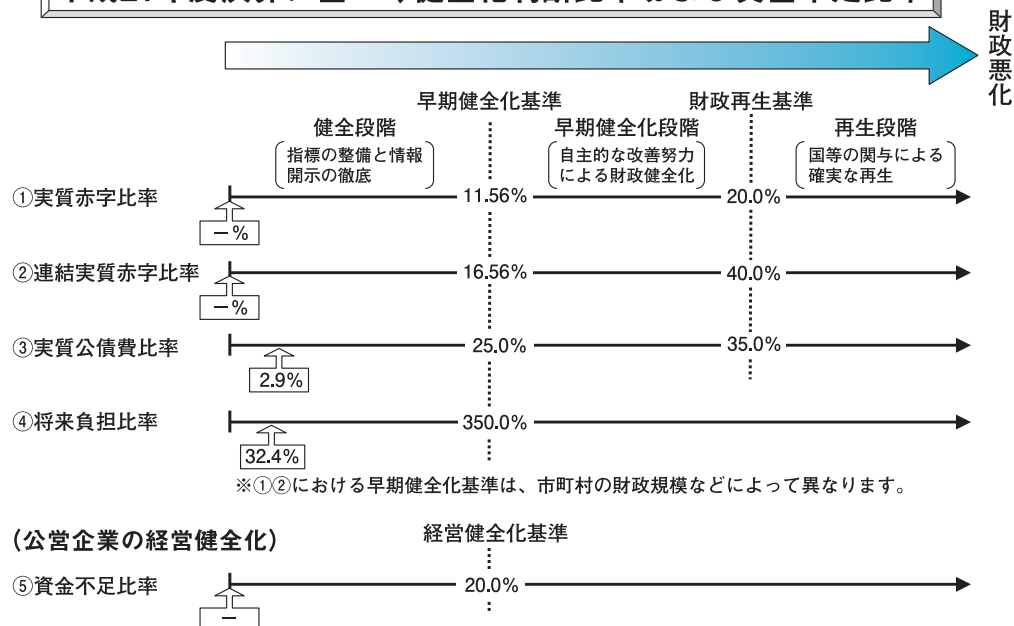 財政悪化
早期健全化基準
財政再生基準
健全段階
早期健全化段階
再生段階
指標の整備と情報
開示の徹底
自主的な改善努力
による財政健全化
国等の関与による
確実な再生
①実質赤字比率
11.56%
20.0%
－%
②連結実質赤字比率
16.56%
40.0%
－%
③実質公債費比率
25.0%
35.0%
2.9%
④将来負担比率
350.0%
32.4%
※①②における早期健全化基準は、市町村の財政規模などによって異なります。
(公営企業の経営健全化)
経営健全化基準
⑤資金不足比率
20.0%
－